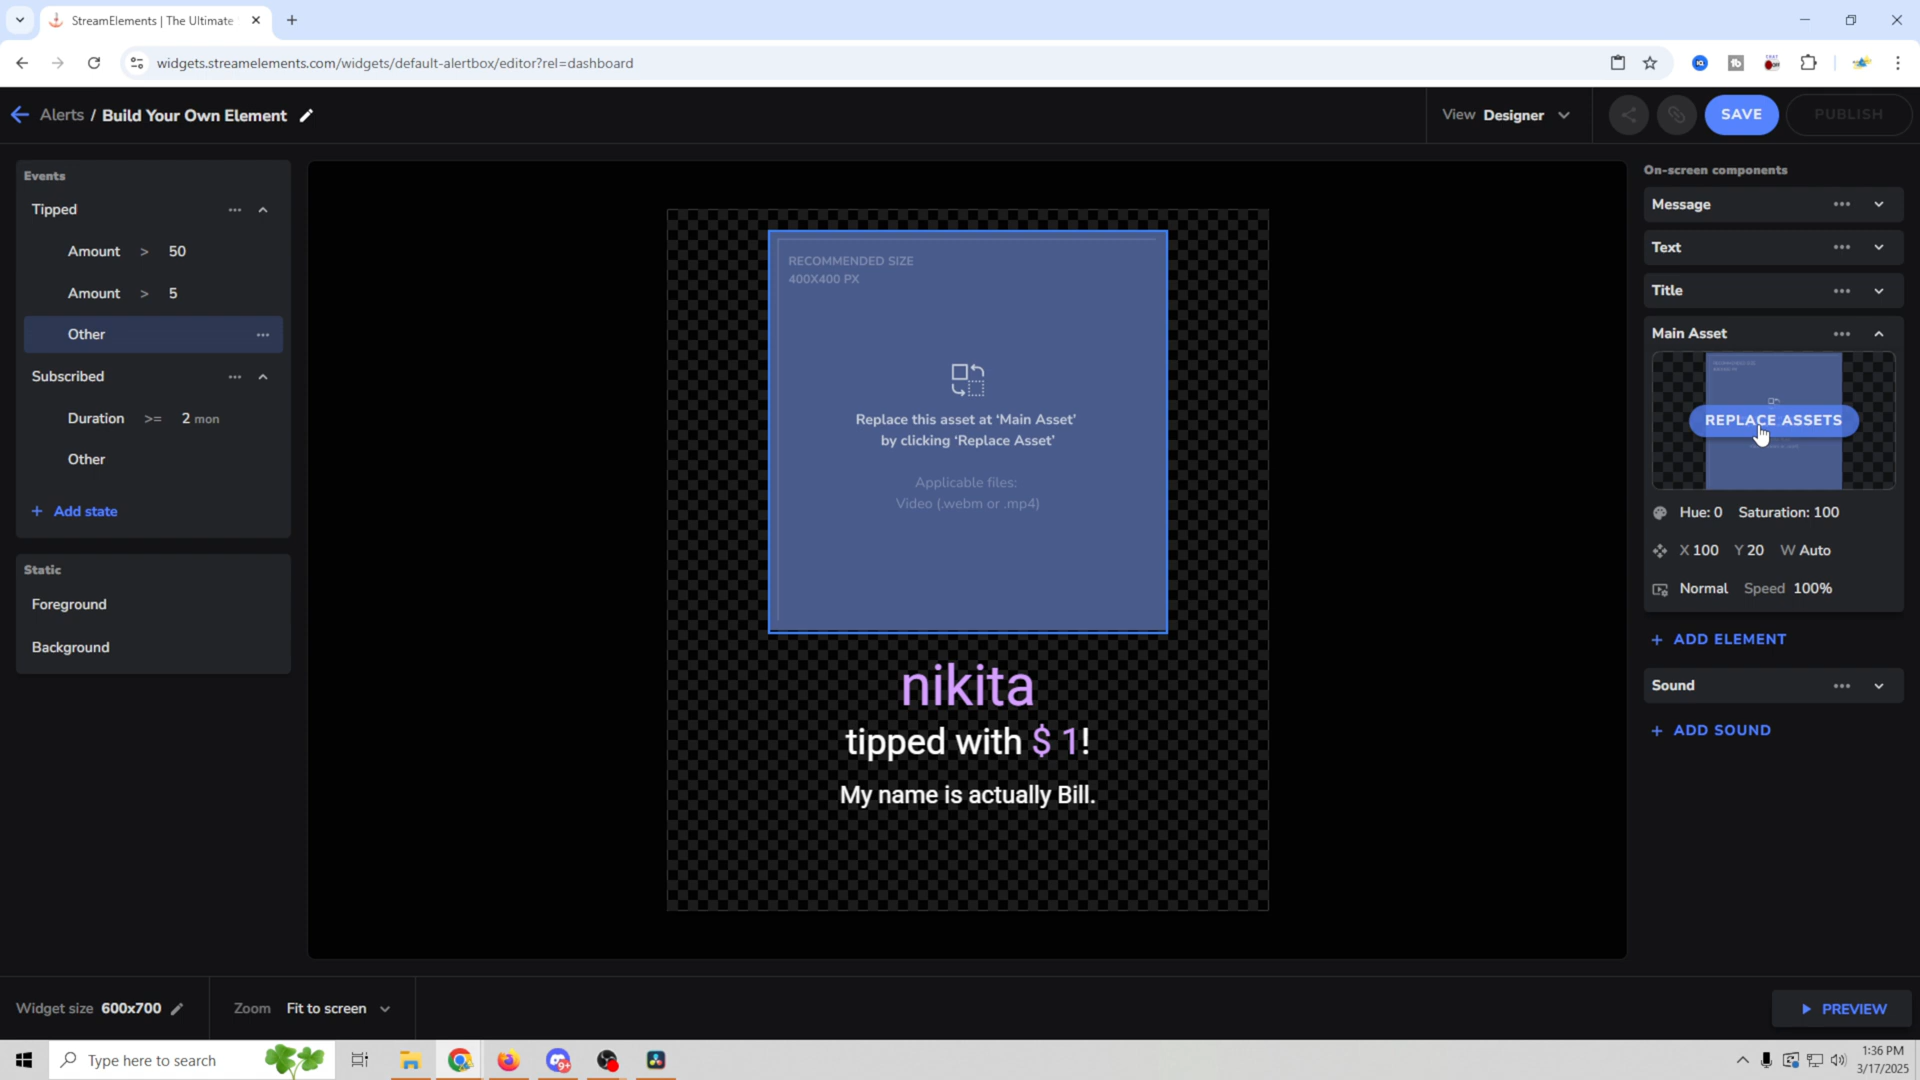 StreamElements | The Ultimate
widgets.streamelements.com/widgets/default-alertbox/editor?rel=dashboard
Alerts / Build Your Own Element
View Designer
SAVE
PUBLISH
Events
Tipped
Amount > 50
Amount > 5
Other
Subscribed
Duration >= 2 mon
Other
+ Add state
Static
Foreground
Background
RECOMMENDED SIZE
400X400 PX
Replace this asset at ‘Main Asset’
by clicking ‘Replace Asset’
Applicable files:
Video (.webm or .mp4)
nikita
tipped with $ 1!
My name is actually Bill.
On-screen components
Message
Text
Title
Main Asset
REPLACE ASSETS
Hue: 0 Saturation: 100
X 100 Y 20 W Auto
Normal Speed 100%
+ ADD ELEMENT
Sound
+ ADD SOUND
Widget size 600x700
Zoom Fit to screen
PREVIEW
Type here to search
9+
1:36 PM
3/17/2025